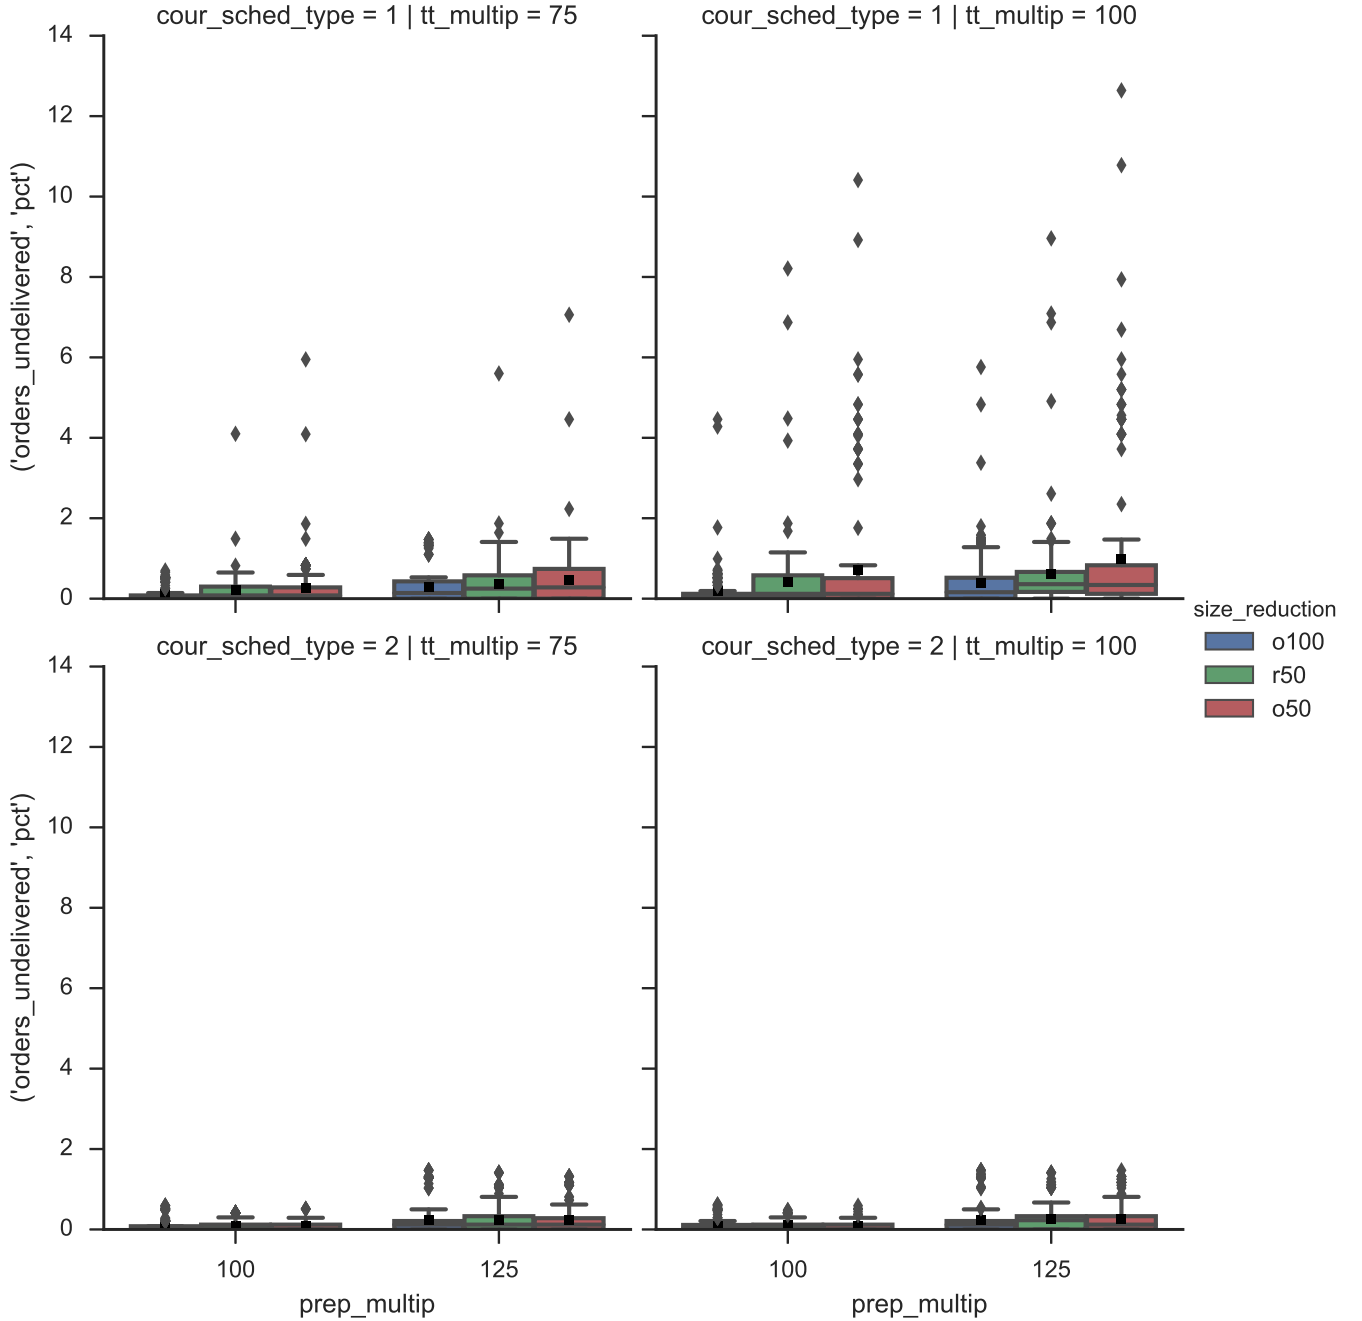 cour_sched_type = 1 | tt_multip = 75
cour_sched_type = 1 | tt_multip = 100
14
12
10
8
6
4
2
0
('orders_undelivered', 'pct')
cour_sched_type = 2 | tt_multip = 75
cour_sched_type = 2 | tt_multip = 100
14
12
10
8
6
4
2
0
('orders_undelivered', 'pct')
100
125
100
125
prep_multip
prep_multip
size_reduction
o100
r50
o50